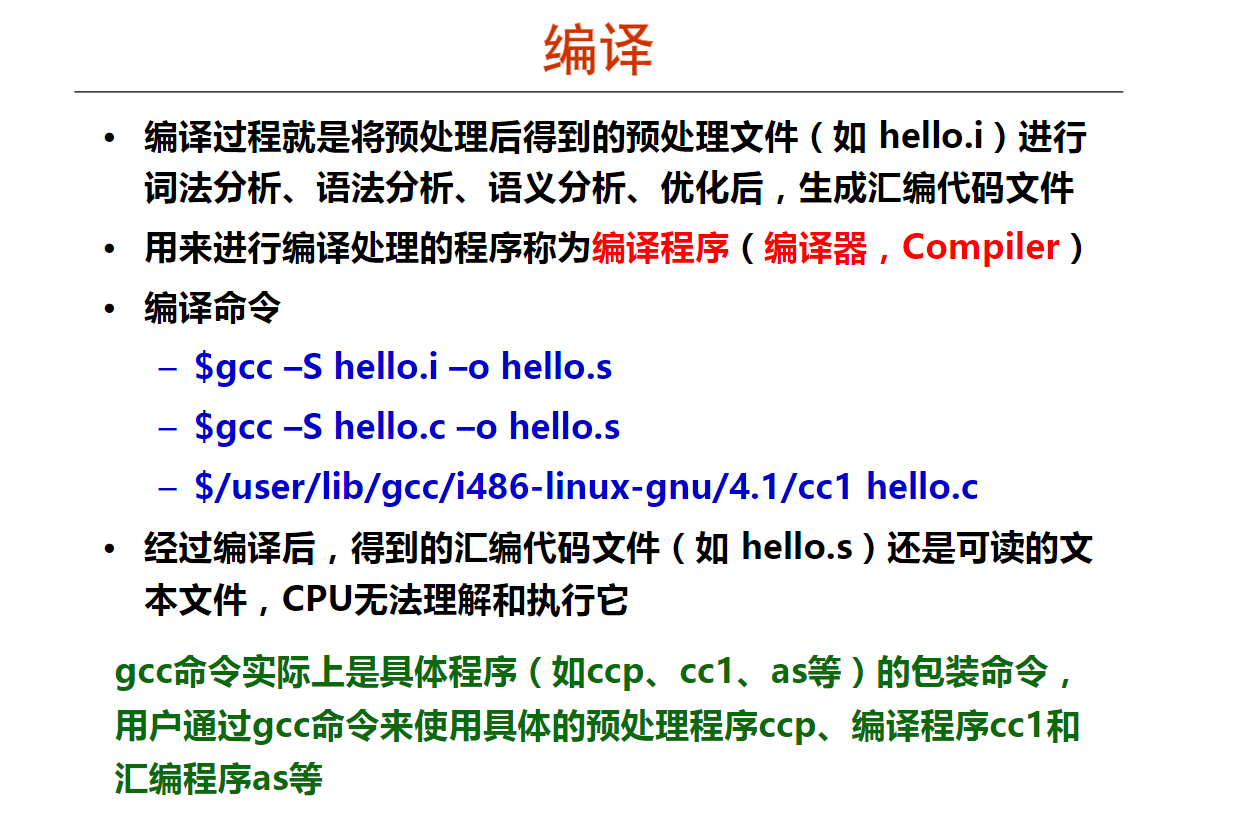 编译
• 编译过程就是将预处理后得到的预处理文件（如 hello.i）进行
词法分析、语法分析、语义分析、优化后，生成汇编代码文件
• 用来进行编译处理的程序称为编译程序（编译器，Compiler）
• 编译命令
– $gcc –S hello.i –o hello.s
– $gcc –S hello.c –o hello.s
– $/user/lib/gcc/i486-linux-gnu/4.1/cc1 hello.c
• 经过编译后，得到的汇编代码文件（如 hello.s）还是可读的文
本文件，CPU无法理解和执行它
gcc命令实际上是具体程序（如ccp、cc1、as等）的包装命令，
用户通过gcc命令来使用具体的预处理程序ccp、编译程序cc1和
汇编程序as等